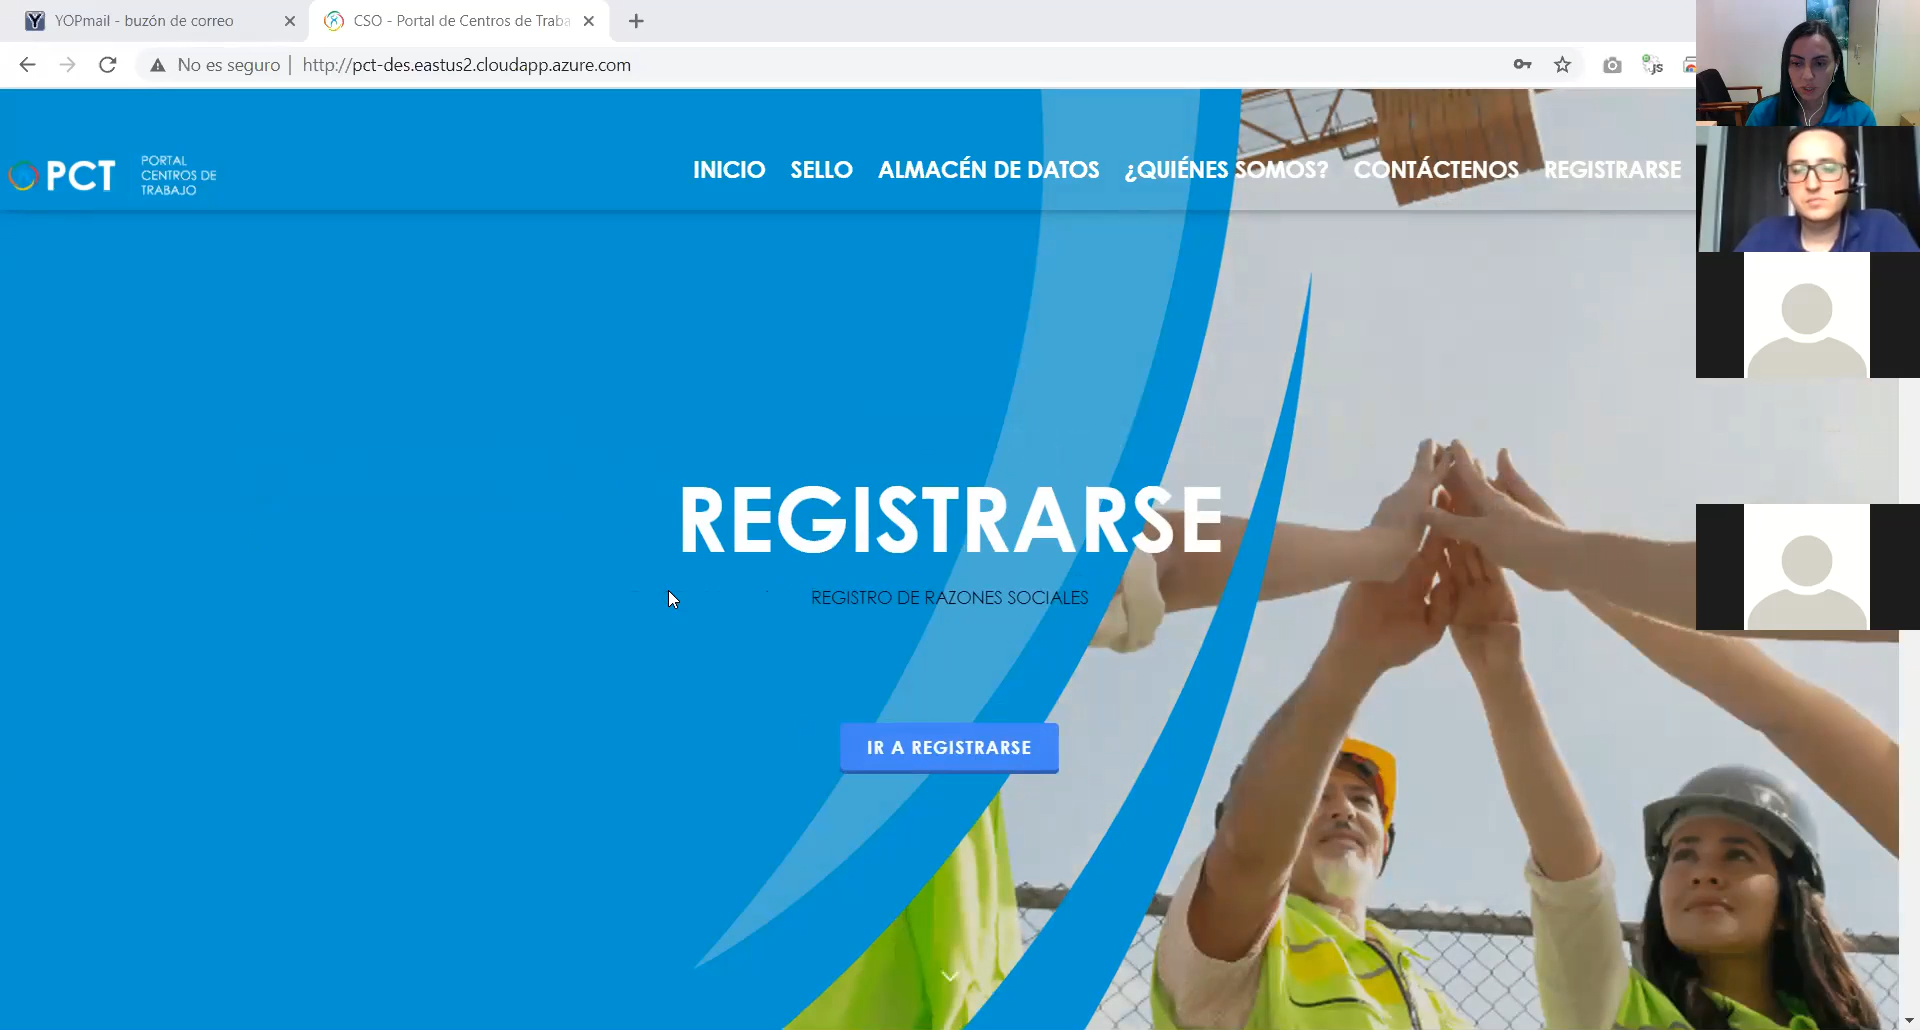 YOPmail - buzón de correo
CSO - Portal de Centros de Traba
No es seguro
http://pct-des.eastus2.cloudapp.azure.com
JS
PCT
PORTAL
CENTROS DE
TRABAJO
INICIO
SELLO
ALMACÉN DE DATOS
¿QUIÉNES SOMOS?
CONTÁCTENOS
REGISTRARSE
REGISTRARSE
REGISTRO DE RAZONES SOCIALES
IR A REGISTRARSE